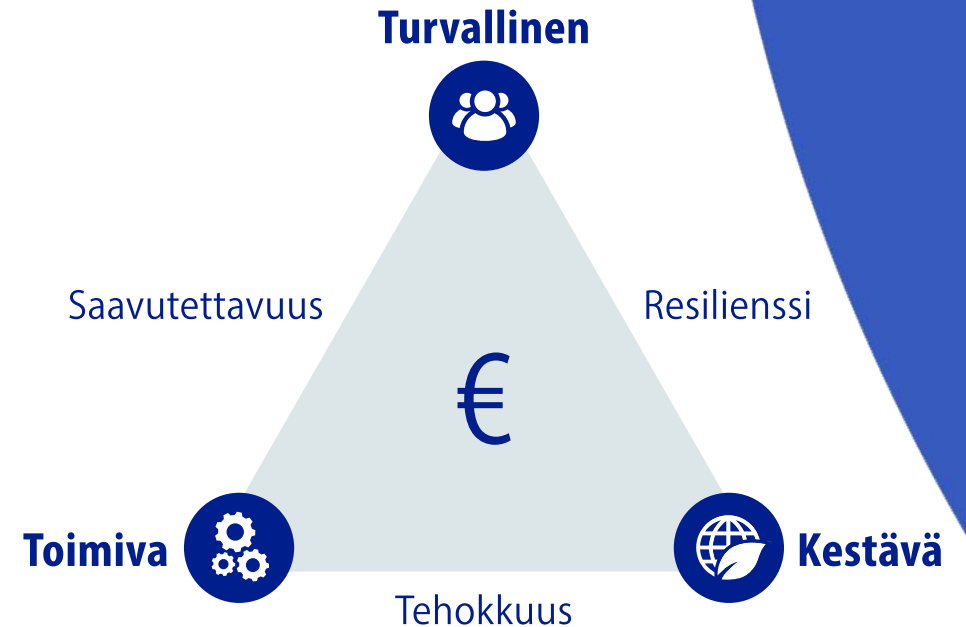 Turvallinen
Saavutettavuus
Resilienssi
€
Toimiva
Kestävä
Tehokkuus